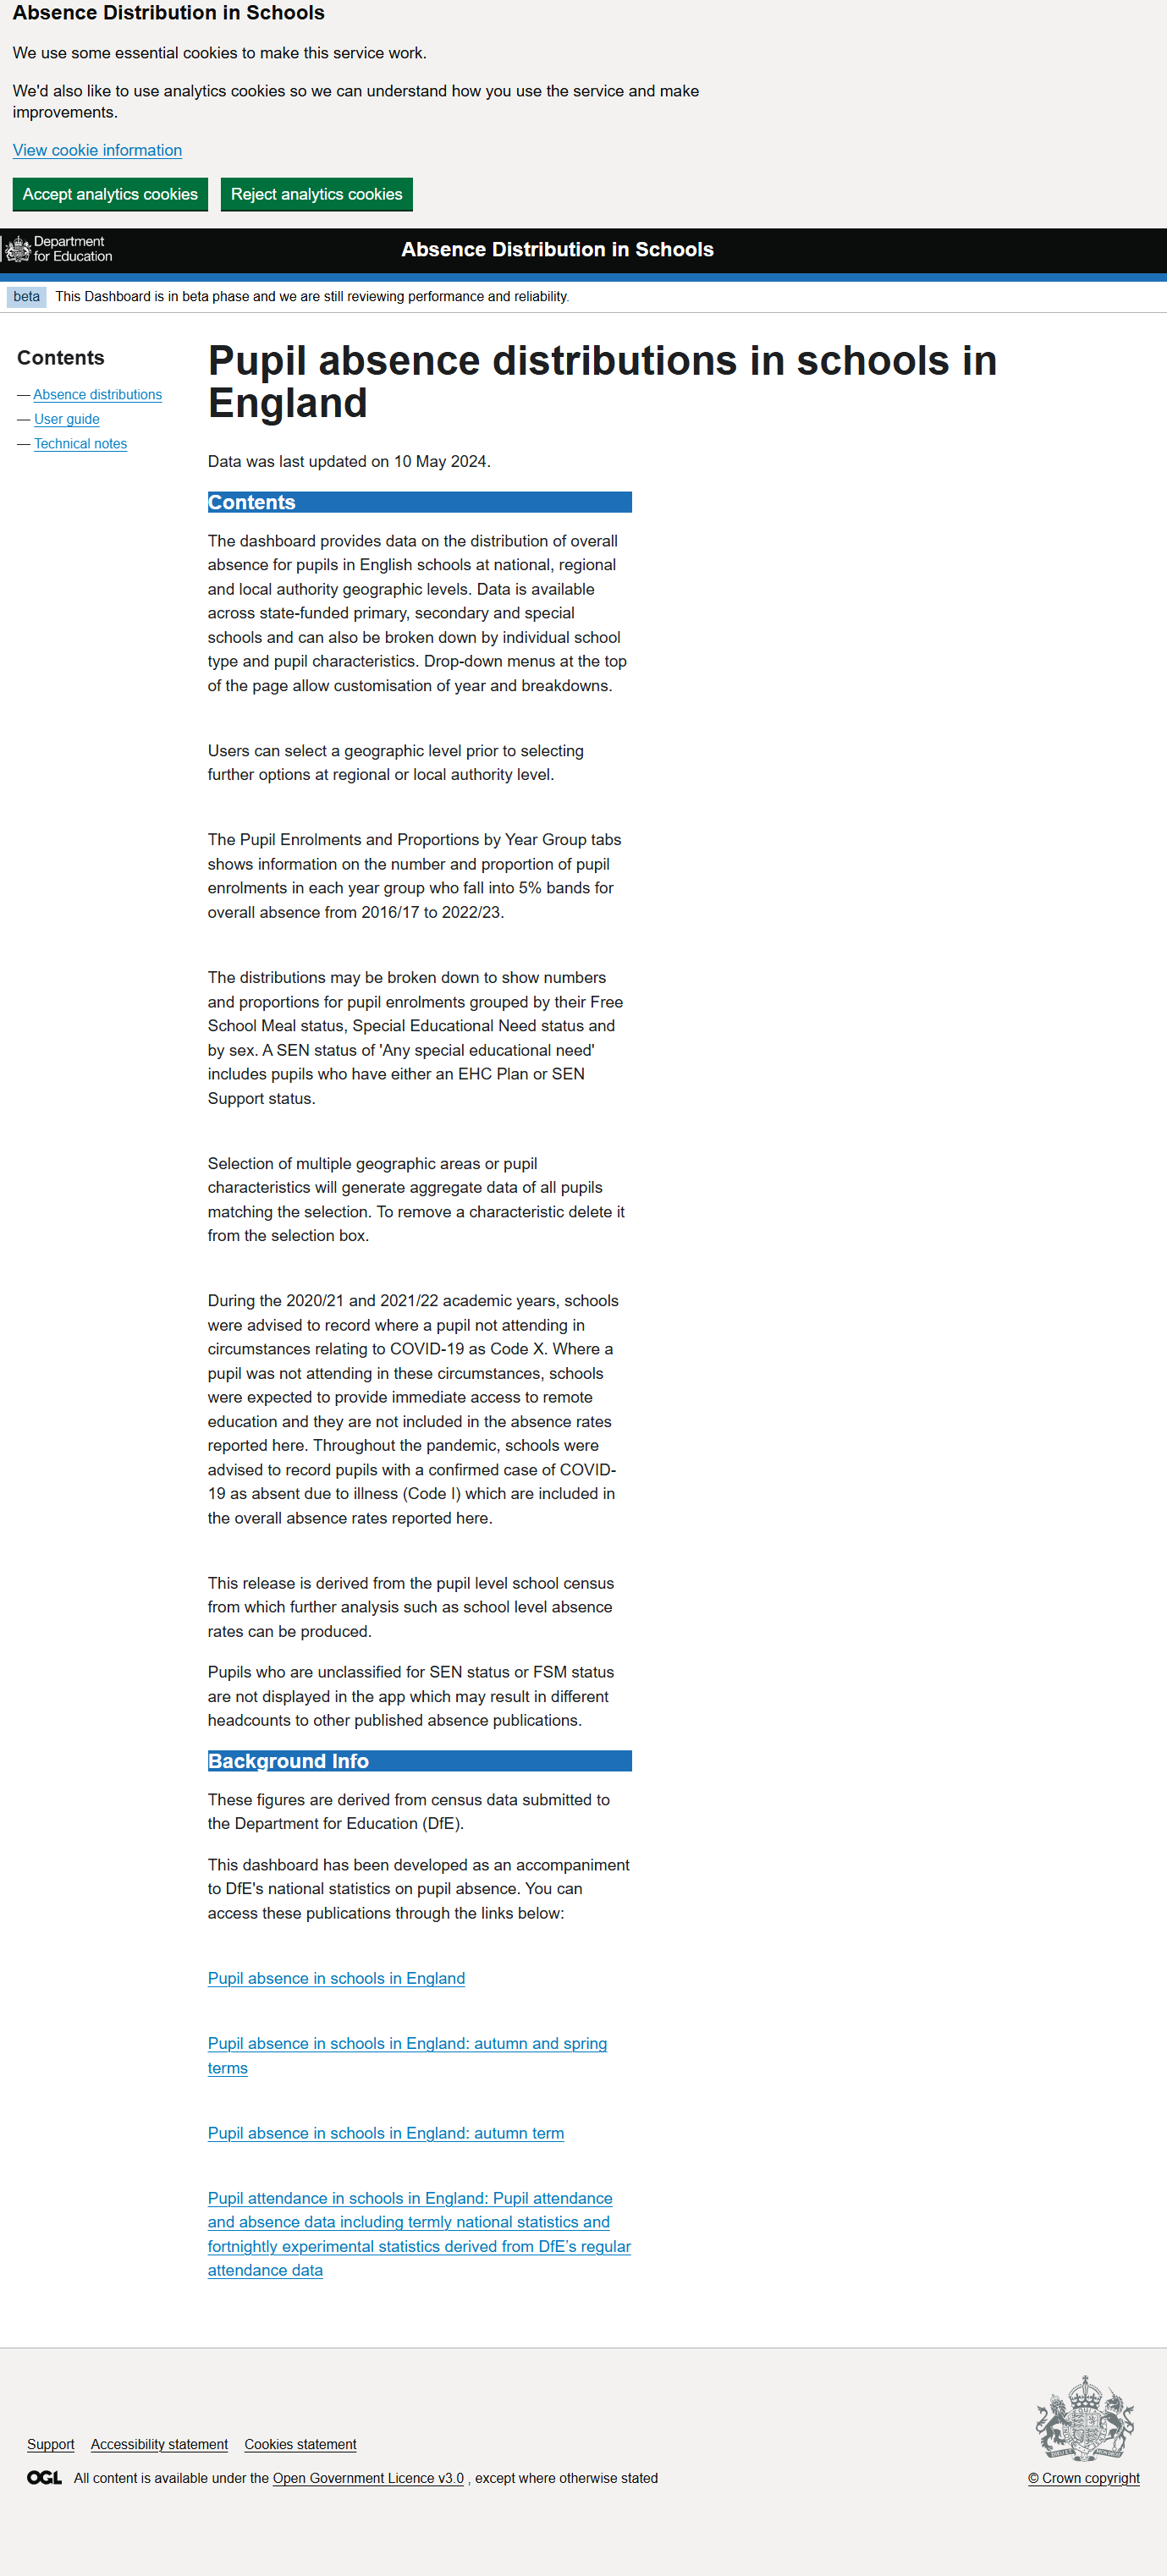 Absence Distribution in Schools
We use some essential cookies to make this service work.
We'd also like to use analytics cookies so we can understand how you use the service and make
improvements.
View cookie information
Accept analytics cookies
Reject analytics cookies
Department
for Education
Absence Distribution in Schools
beta
This Dashboard is in beta phase and we are still reviewing performance and reliability.
Contents
— Absence distributions
— User guide
— Technical notes
Pupil absence distributions in schools in
England
Data was last updated on 10 May 2024.
Contents
The dashboard provides data on the distribution of overall
absence for pupils in English schools at national, regional
and local authority geographic levels. Data is available
across state-funded primary, secondary and special
schools and can also be broken down by individual school
type and pupil characteristics. Drop-down menus at the top
of the page allow customisation of year and breakdowns.
Users can select a geographic level prior to selecting
further options at regional or local authority level.
The Pupil Enrolments and Proportions by Year Group tabs
shows information on the number and proportion of pupil
enrolments in each year group who fall into 5% bands for
overall absence from 2016/17 to 2022/23.
The distributions may be broken down to show numbers
and proportions for pupil enrolments grouped by their Free
School Meal status, Special Educational Need status and
by sex. A SEN status of 'Any special educational need'
includes pupils who have either an EHC Plan or SEN
Support status.
Selection of multiple geographic areas or pupil
characteristics will generate aggregate data of all pupils
matching the selection. To remove a characteristic delete it
from the selection box.
During the 2020/21 and 2021/22 academic years, schools
were advised to record where a pupil not attending in
circumstances relating to COVID-19 as Code X. Where a
pupil was not attending in these circumstances, schools
were expected to provide immediate access to remote
education and they are not included in the absence rates
reported here. Throughout the pandemic, schools were
advised to record pupils with a confirmed case of COVID-
19 as absent due to illness (Code I) which are included in
the overall absence rates reported here.
This release is derived from the pupil level school census
from which further analysis such as school level absence
rates can be produced.
Pupils who are unclassified for SEN status or FSM status
are not displayed in the app which may result in different
headcounts to other published absence publications.
Background Info
These figures are derived from census data submitted to
the Department for Education (DfE).
This dashboard has been developed as an accompaniment
to DfE's national statistics on pupil absence. You can
access these publications through the links below:
Pupil absence in schools in England
Pupil absence in schools in England: autumn and spring
terms
Pupil absence in schools in England: autumn term
Pupil attendance in schools in England: Pupil attendance
and absence data including termly national statistics and
fortnightly experimental statistics derived from DfE’s regular
attendance data
Support
Accessibility statement
Cookies statement
OGL
All content is available under the Open Government Licence v3.0 , except where otherwise stated
© Crown copyright